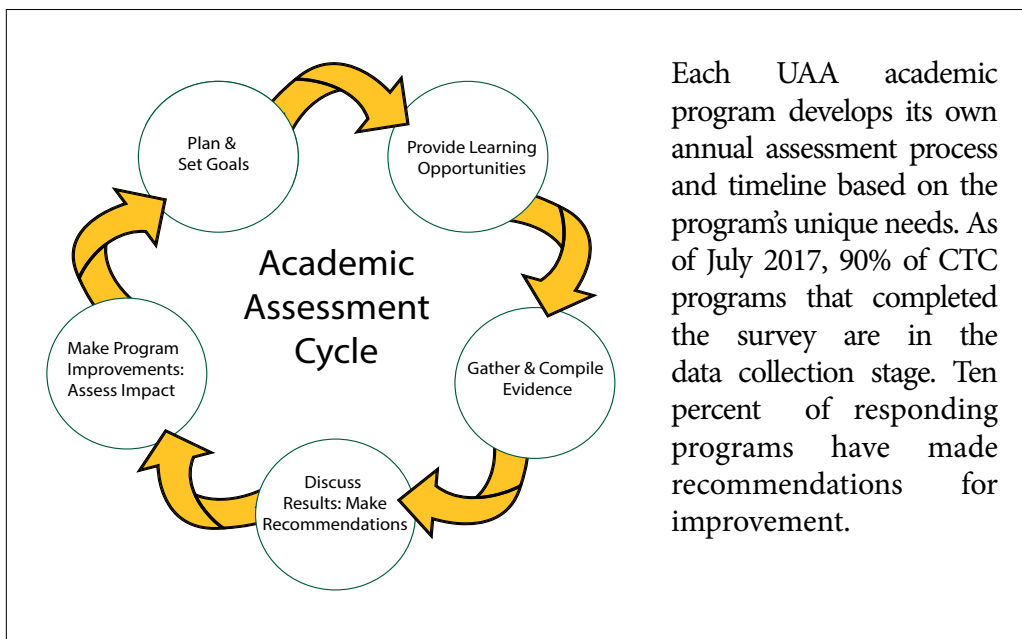 Plan &
Set Goals
Provide Learning
Opportunities
Gather & Compile
Evidence
Discuss
Results: Make
Recommendations
Make Program
Improvements:
Assess Impact
Academic
Assessment
Cycle
Each UAA academic
program develops its own
annual assessment process
and timeline based on the
program's unique needs. As
of July 2017, 90% of CTC
programs that completed
the survey are in the
data collection stage. Ten
percent of responding
programs have made
recommendations for
improvement.